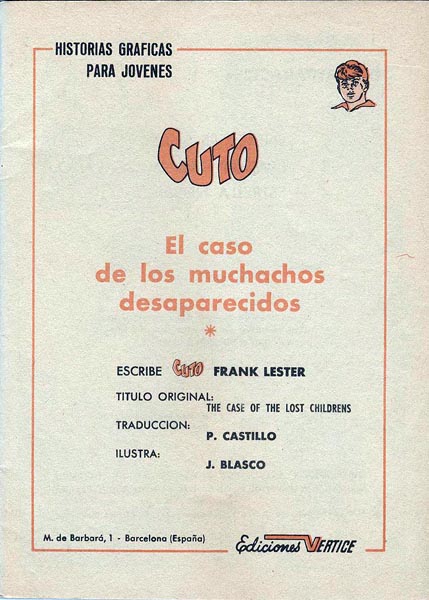 HISTORIAS GRAFICAS
PARA JOVENES
CUTO
El caso
de los muchachos
desaparecidos
*
ESCRIBE CUTO FRANK LESTER
TITULO ORIGINAL:
THE CASE OF THE LOST CHILDRENS
TRADUCCION:
P. CASTILLO
ILUSTRA:
J. BLASCO
M. de Barbará, 1 - Barcelona (España)
Ediciones VERTICE